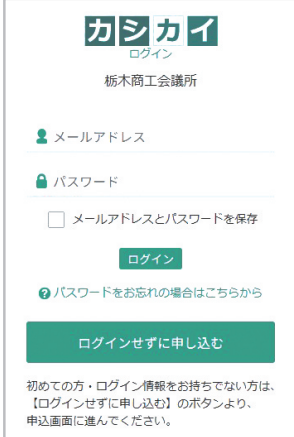 カシカイ
ログイン
栃木商工会議所
メールアドレス
パスワード
メールアドレスとパスワードを保存
ログイン
パスワードをお忘れの場合はこちらから
ログインせずに申し込む
初めての方・ログイン情報をお持ちでない方は、
【ログインせずに申し込む】のボタンより、
申込画面に進んでください。